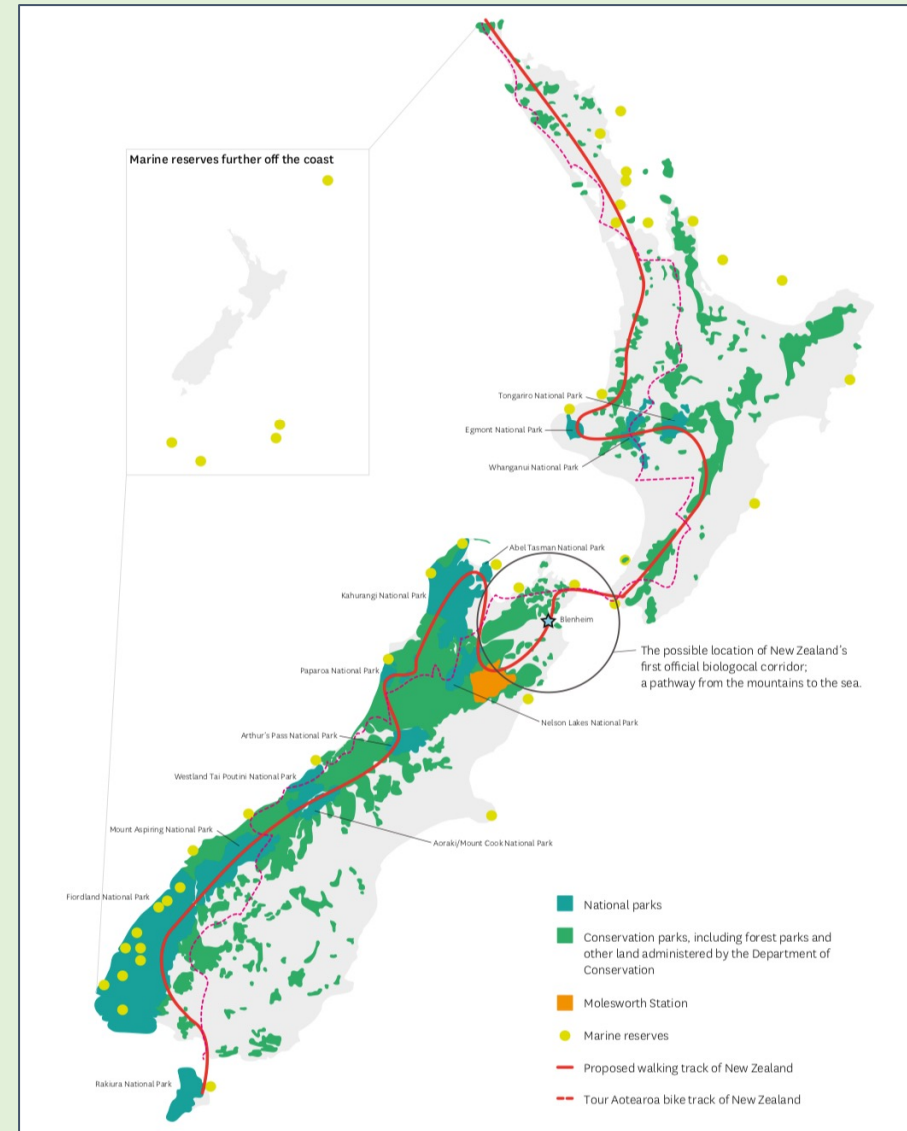 Marine reserves further off the coast
Tongariro National Park
Egmont National Park
Whanganui National Park
Abel Tasman National Park
Kahurangi National Park
Blenheim
The possible location of New Zealand's
first official biologocal corridor;
a pathway from the mountains to the sea.
Paparoa National Park
Nelson Lakes National Park
Arthur's Pass National Park
Westland Tai Poutini National Park
Mount Aspiring National Park
Aoraki/Mount Cook National Park
Fiordland National Park
Rakiura National Park
National parks
Conservation parks, including forest parks and
other land administered by the Department of
Conservation
Molesworth Station
Marine reserves
Proposed walking track of New Zealand
Tour Aotearoa bike track of New Zealand